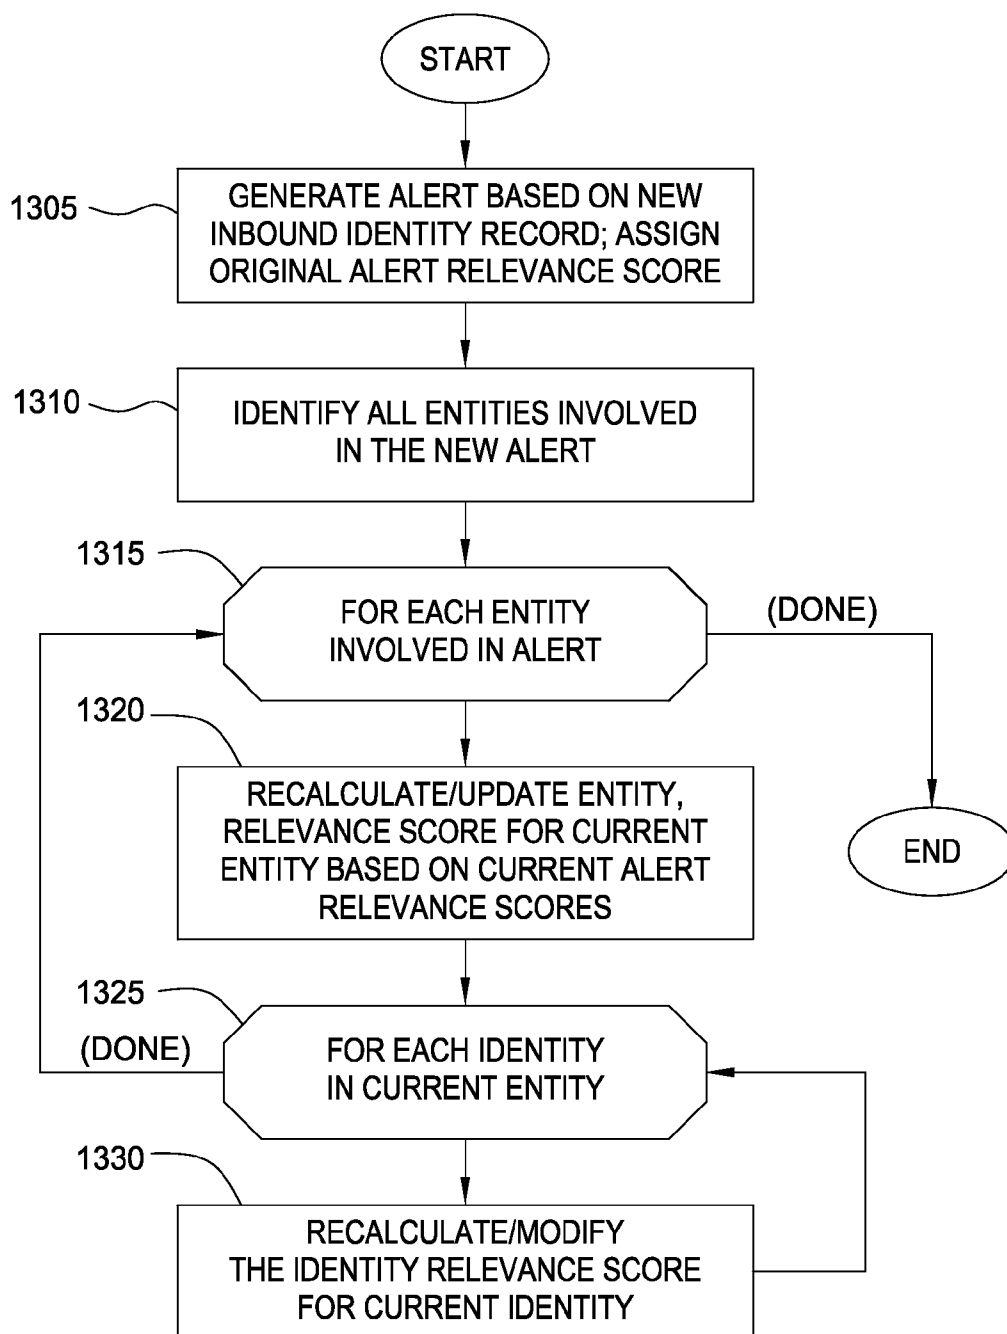 START
1305
GENERATE ALERT BASED ON NEW
INBOUND IDENTITY RECORD; ASSIGN
ORIGINAL ALERT RELEVANCE SCORE
1310
IDENTIFY ALL ENTITIES INVOLVED
IN THE NEW ALERT
1315
FOR EACH ENTITY
INVOLVED IN ALERT
(DONE)
1320
RECALCULATE/UPDATE ENTITY,
RELEVANCE SCORE FOR CURRENT
ENTITY BASED ON CURRENT ALERT
RELEVANCE SCORES
END
1325
(DONE)
FOR EACH IDENTITY
IN CURRENT ENTITY
1330
RECALCULATE/MODIFY
THE IDENTITY RELEVANCE SCORE
FOR CURRENT IDENTITY